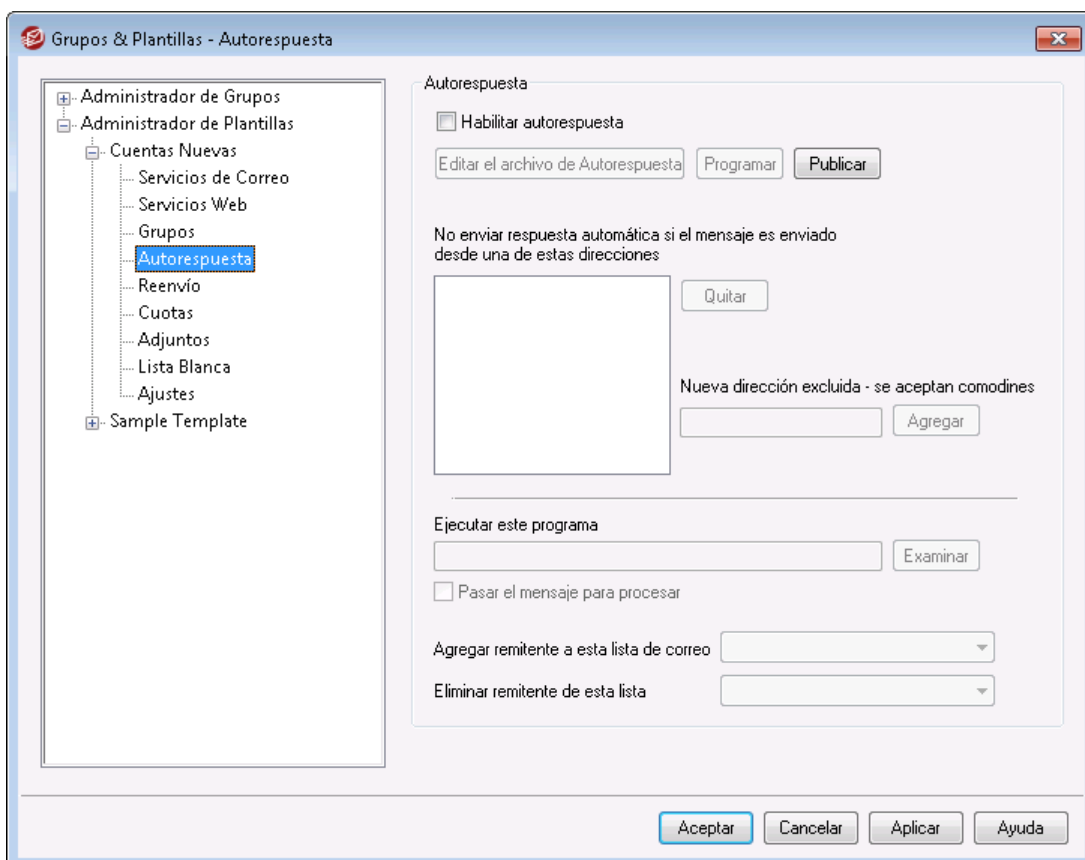 Grupos & Plantillas - Autorespuesta
Administrador de Grupos
Administrador de Plantillas
Cuentas Nuevas
Servicios de Correo
Servicios Web
Grupos
Autorespuesta
Reenvío
Cuotas
Adjuntos
Lista Blanca
Ajustes
Sample Template
Autorespuesta
Habilitar autorespuesta
Editar el archivo de Autorespuesta Programar Publicar
No enviar respuesta automática si el mensaje es enviado
desde una de estas direcciones
Quitar
Nueva dirección excluida - se aceptan comodines
Agregar
Ejecutar este programa
Examinar
Pasar el mensaje para procesar
Agregar remitente a esta lista de correo
Eliminar remitente de esta lista
Aceptar Cancelar Aplicar Ayuda